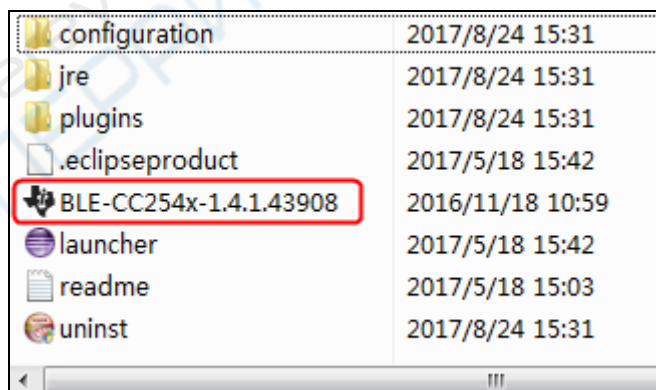 configuration 2017/8/24 15:31
jre 2017/8/24 15:31
plugins 2017/8/24 15:31
.eclipseproduct 2017/5/18 15:42
BLE-CC254x-1.4.1.43908 2016/11/18 10:59
launcher 2017/5/18 15:42
readme 2017/5/18 15:03
uninst 2017/8/24 15:31